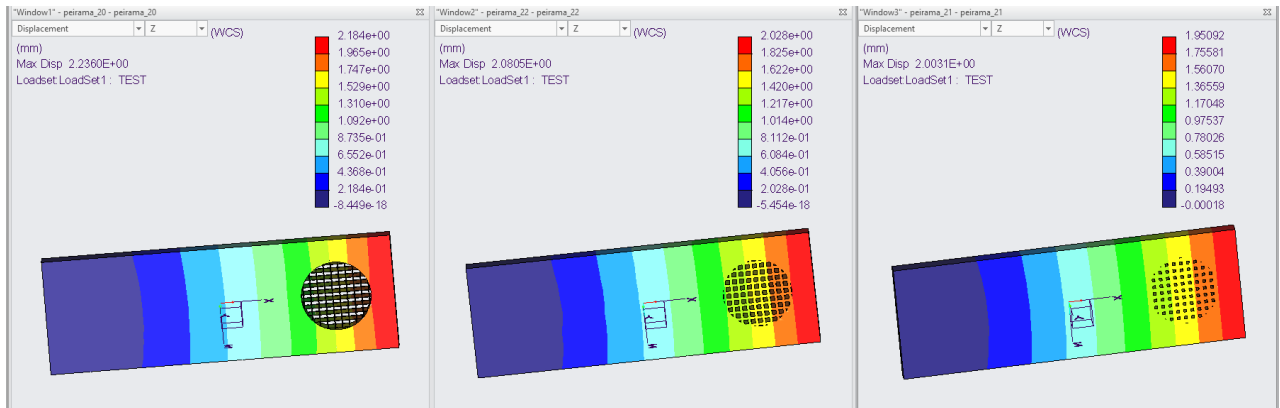 "Window1" - peirama_20 - peirama_20
Displacement Z (WCS)
(mm)
Max Disp 2.2360E+00
Loadset:LoadSet1 : TEST
2.184e+00
1.965e+00
1.747e+00
1.529e+00
1.310e+00
1.092e+00
8.735e-01
6.552e-01
4.368e-01
2.184e-01
-8.449e-18
X
"Window2" - peirama_22 - peirama_22
Displacement Z (WCS)
(mm)
Max Disp 2.0805E+00
Loadset:LoadSet1 : TEST
2.028e+00
1.825e+00
1.622e+00
1.420e+00
1.217e+00
1.014e+00
8.112e-01
6.084e-01
4.056e-01
2.028e-01
-5.454e-18
X
"Window3" - peirama_21 - peirama_21
Displacement Z (WCS)
(mm)
Max Disp 2.0031E+00
Loadset:LoadSet1 : TEST
1.95092
1.75581
1.56070
1.36559
1.17048
0.97537
0.78026
0.58515
0.39004
0.19493
-0.00018
X